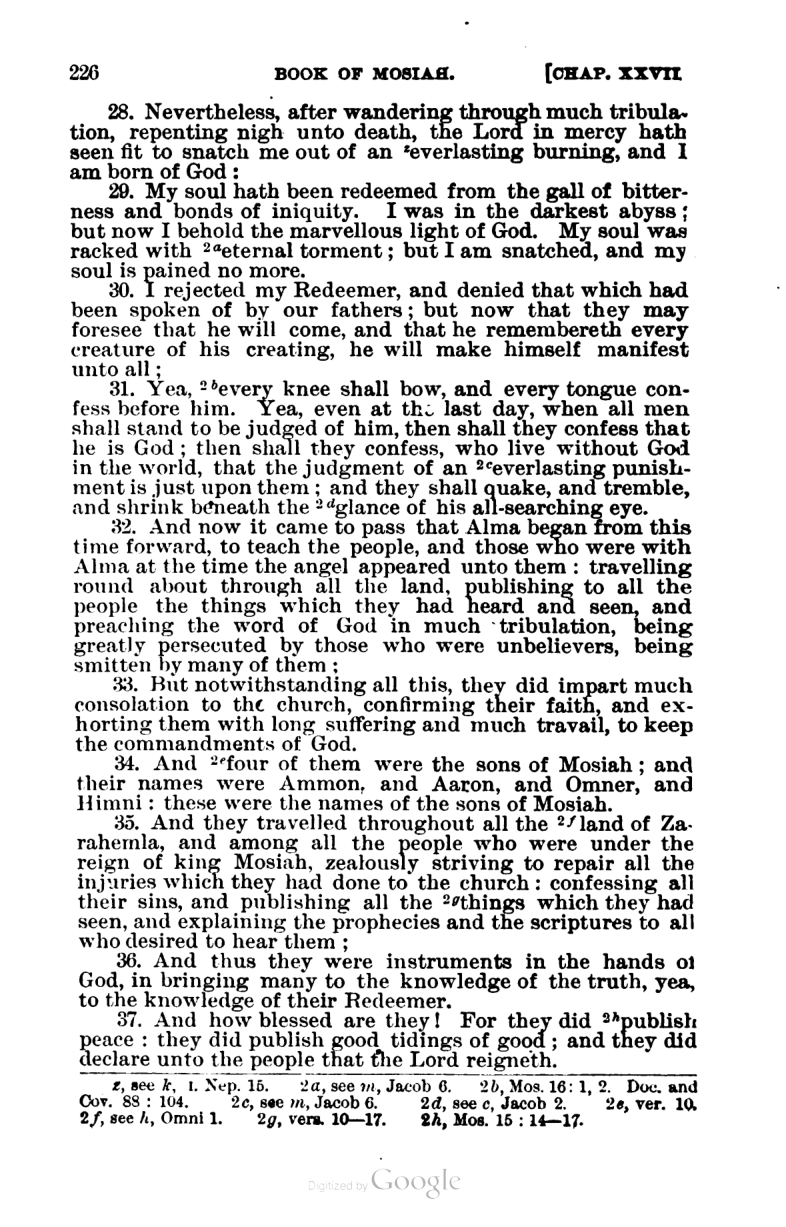 226 BOOK OF MOSIAH. [CHAP. XXVII
28. Nevertheless, after wandering through much tribula-
tion, repenting nigh unto death, the Lord in mercy hath
seen fit to snatch me out of an ᶻeverlasting burning, and I
am born of God :
29. My soul hath been redeemed from the gall of bitter-
ness and bonds of iniquity. I was in the darkest abyss ;
but now I behold the marvellous light of God. My soul was
racked with ²ᵃeternal torment ; but I am snatched, and my
soul is pained no more.
30. I rejected my Redeemer, and denied that which had
been spoken of by our fathers ; but now that they may
foresee that he will come, and that he remembereth every
creature of his creating, he will make himself manifest
unto all ;
31. Yea, ²ᵇevery knee shall bow, and every tongue con-
fess before him. Yea, even at the last day, when all men
shall stand to be judged of him, then shall they confess that
he is God ; then shall they confess, who live without God
in the world, that the judgment of an ²ᶜeverlasting punish-
ment is just upon them ; and they shall quake, and tremble,
and shrink beneath the ²ᵈglance of his all-searching eye.
32. And now it came to pass that Alma began from this
time forward, to teach the people, and those who were with
Alma at the time the angel appeared unto them : travelling
round about through all the land, publishing to all the
people the things which they had heard and seen, and
preaching the word of God in much tribulation, being
greatly persecuted by those who were unbelievers, being
smitten by many of them :
33. But notwithstanding all this, they did impart much
consolation to the church, confirming their faith, and ex-
horting them with long suffering and much travail, to keep
the commandments of God.
34. And ²ᵉfour of them were the sons of Mosiah ; and
their names were Ammon, and Aaron, and Omner, and
Himni : these were the names of the sons of Mosiah.
35. And they travelled throughout all the ²ᶠland of Za-
rahemla, and among all the people who were under the
reign of king Mosiah, zealously striving to repair all the
injuries which they had done to the church : confessing all
their sins, and publishing all the ²ᵍthings which they had
seen, and explaining the prophecies and the scriptures to all
who desired to hear them ;
36. And thus they were instruments in the hands of
God, in bringing many to the knowledge of the truth, yea,
to the knowledge of their Redeemer.
37. And how blessed are they! For they did ²ʰpublish
peace : they did publish good tidings of good ; and they did
declare unto the people that the Lord reigneth.
z, see k, I. Nep. 15. 2a, see m, Jacob 6. 2b, Mos. 16: 1, 2. Doc. and
Cov. 88 : 104. 2c, see m, Jacob 6. 2d, see c, Jacob 2. 2e, ver. 10.
2f, see h, Omni 1. 2g, vers. 10—17. 2h, Mos. 15 : 14—17.
Digitized by Google